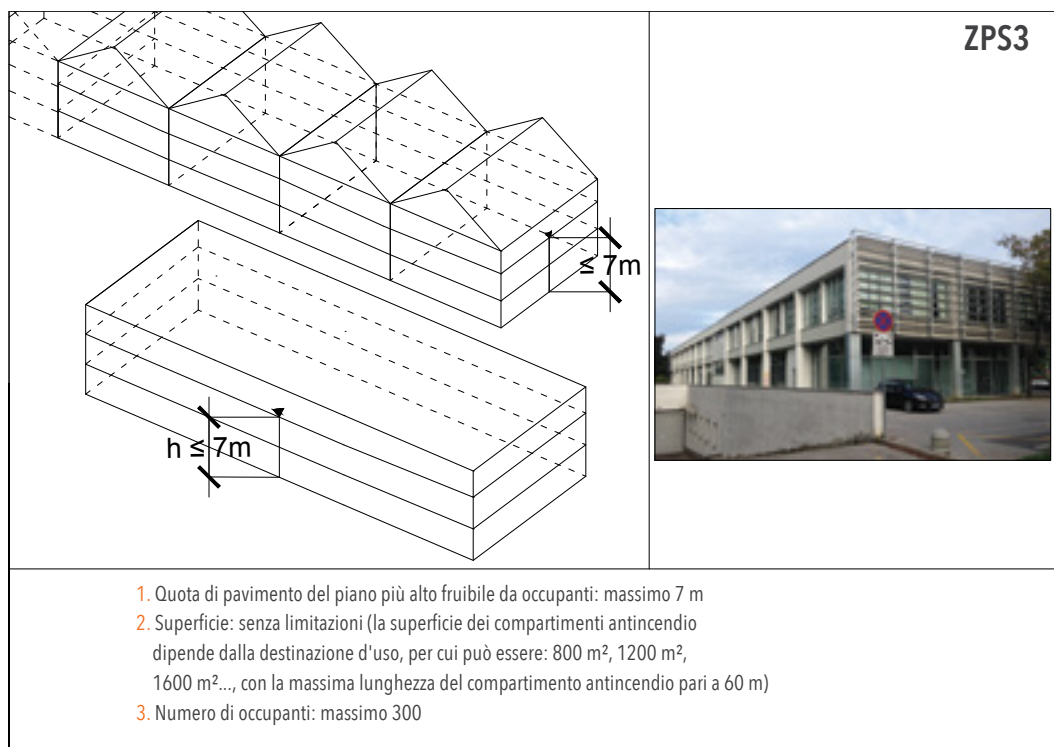 ZPS3
≤ 7m
h ≤ 7m
1. Quota di pavimento del piano più alto fruibile da occupanti: massimo 7 m
2. Superficie: senza limitazioni (la superficie dei compartimenti antincendio
dipende dalla destinazione d'uso, per cui può essere: 800 m², 1200 m²,
1600 m²..., con la massima lunghezza del compartimento antincendio pari a 60 m)
3. Numero di occupanti: massimo 300